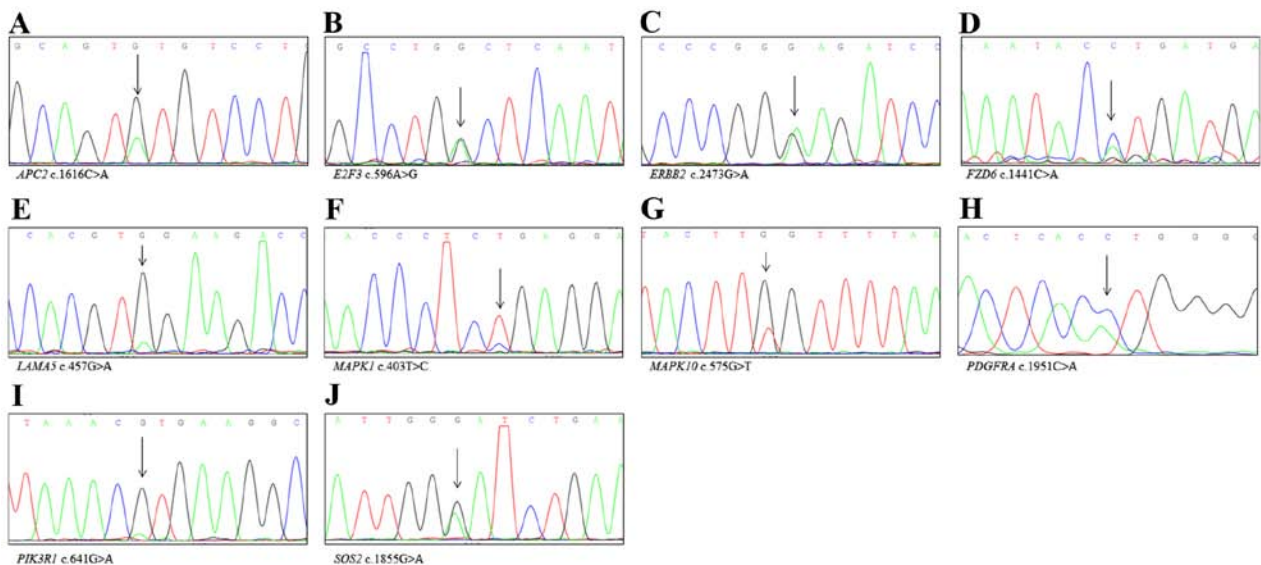 A
G C A G T G T G T C C T
APC2 c.1616C>A
B
G C C T G G C T C A A T
E2F3 c.596A>G
C
C C C G G G A G A T C C
ERBB2 c.2473G>A
D
A A T A C C T G A T G A
FZD6 c.1441C>A
E
C A C G T G G A A G A C C
LAMA5 c.457G>A
F
A C C C T C T G A G G A
MAPK1 c.403T>C
G
T A C T T G G T T T T A A
MAPK10 c.575G>T
H
A C T C A C C T G G G G
PDGFRA c.1951C>A
I
T A A A C G T G A A G G C
PIK3R1 c.641G>A
J
A T T G G G A T C T G A A
SOS2 c.1855G>A